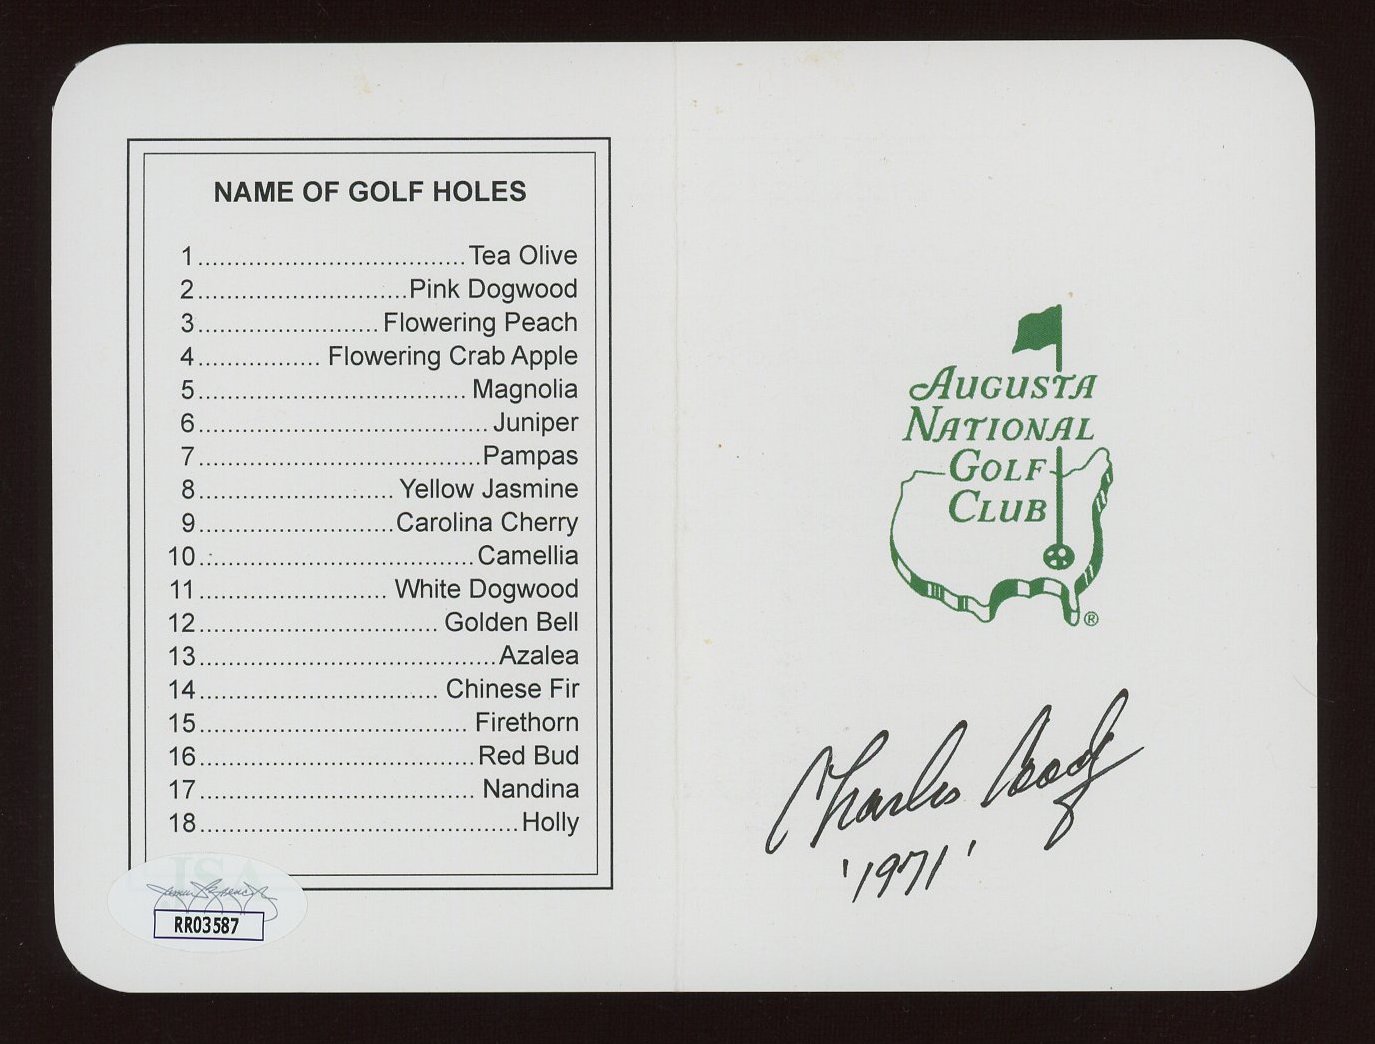 NAME OF GOLF HOLES
1..................................... Tea Olive
2.............................Pink Dogwood
3......................... Flowering Peach
4................. Flowering Crab Apple
5..................................... Magnolia
6........................................ Juniper
7.......................................Pampas
8........................... Yellow Jasmine
9...........................Carolina Cherry
10.....................................Camellia
11.......................... White Dogwood
12................................. Golden Bell
13.........................................Azalea
14................................. Chinese Fir
15..................................... Firethorn
16......................................Red Bud
17...................................... Nandina
18............................................Holly
JSA
RR03587
AUGUSTA
NATIONAL
GOLF
CLUB
®
Charles Coody
'1971'